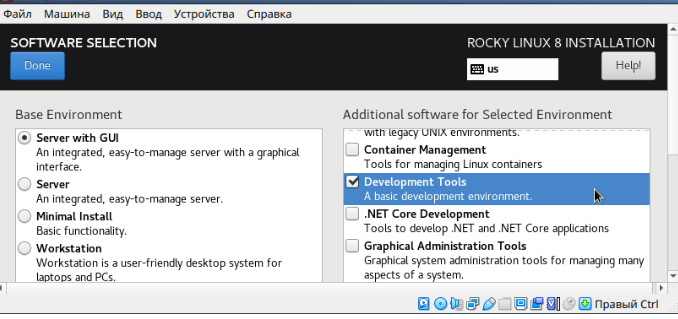 Файл Машина Вид Ввод Устройства Справка
SOFTWARE SELECTION
Done
ROCKY LINUX 8 INSTALLATION
us
Help!
Base Environment
Server with GUI
An integrated, easy-to-manage server with a graphical
interface.
Server
An integrated, easy-to-manage server.
Minimal Install
Basic functionality.
Workstation
Workstation is a user-friendly desktop system for
laptops and PCs.
Additional software for Selected Environment
with legacy UNIX environments.
Container Management
Tools for managing Linux containers
Development Tools
A basic development environment.
.NET Core Development
Tools to develop .NET and .NET Core applications
Graphical Administration Tools
Graphical system administration tools for managing many
aspects of a system.
Правый Ctrl